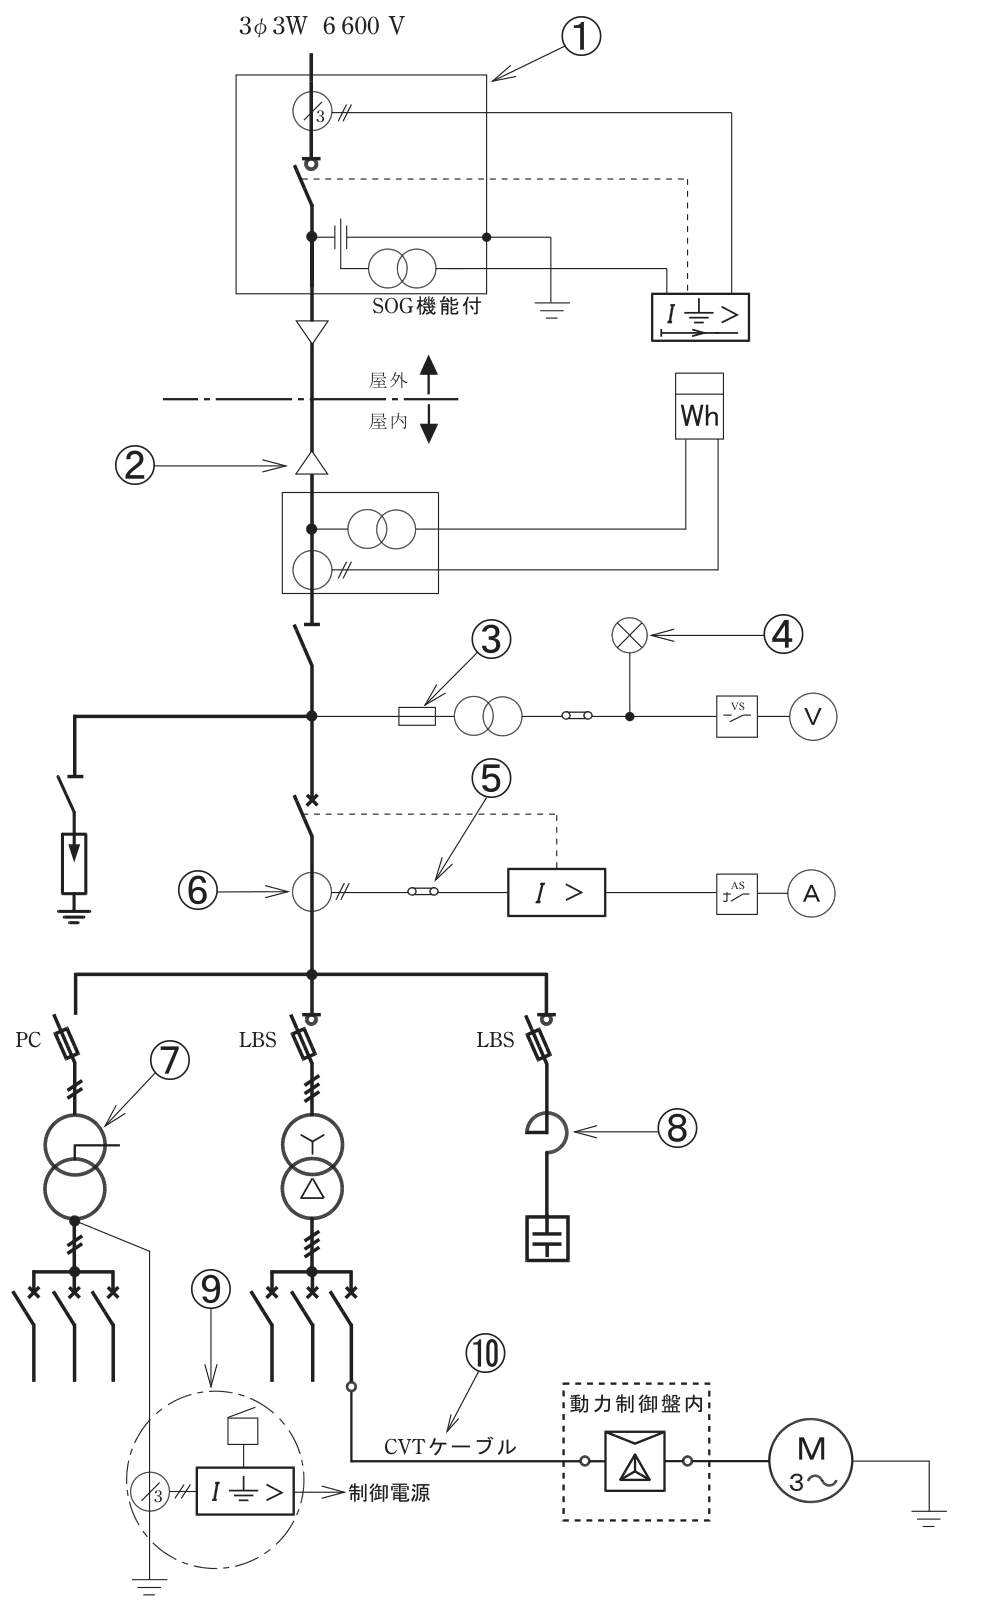 3φ3W 6 600 V
①
3
SOG機能付
I >
屋外
屋内
Wh
②
③
④
VS
V
⑤
⑥
I >
AS
A
PC
LBS
LBS
⑦
⑧
⑨
⑩
動力制御盤内
CVTケーブル
M
3～
3
I >
制御電源